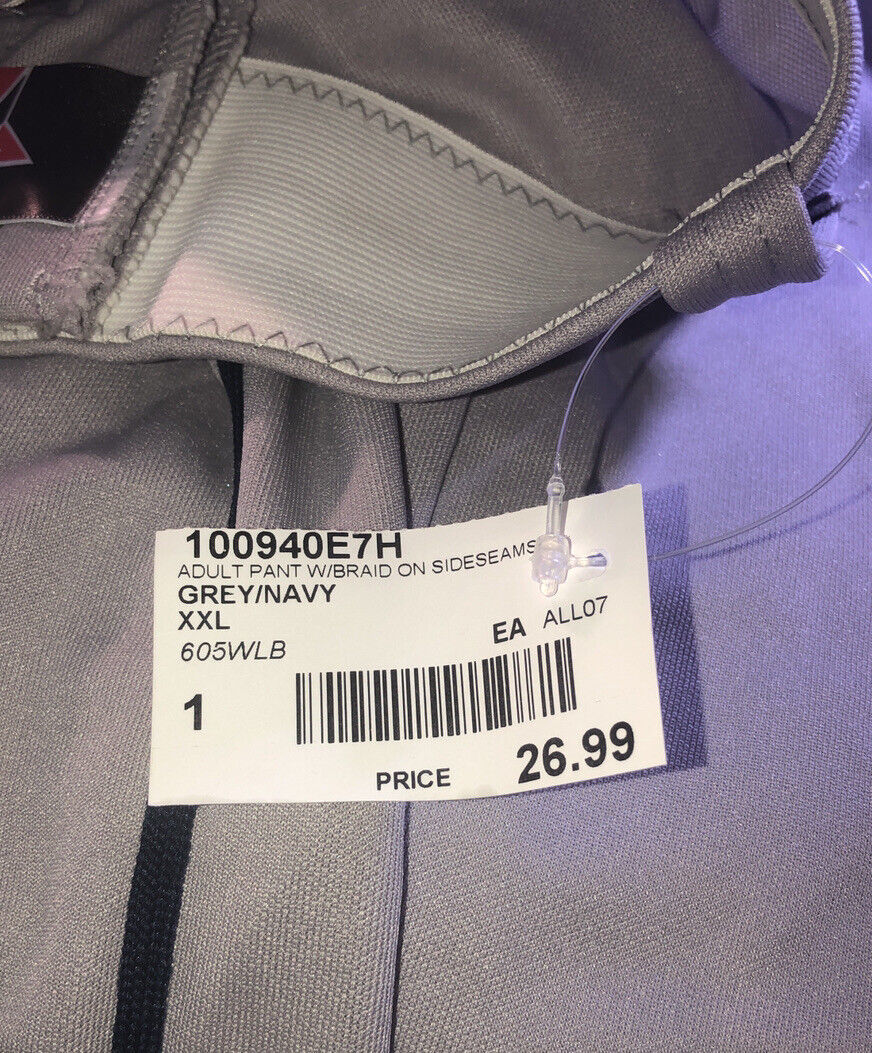 100940E7H
ADULT PANT W/BRAID ON SIDESEAMS
GREY/NAVY
XXL
605WLB
EA ALL07
1
PRICE 26.99